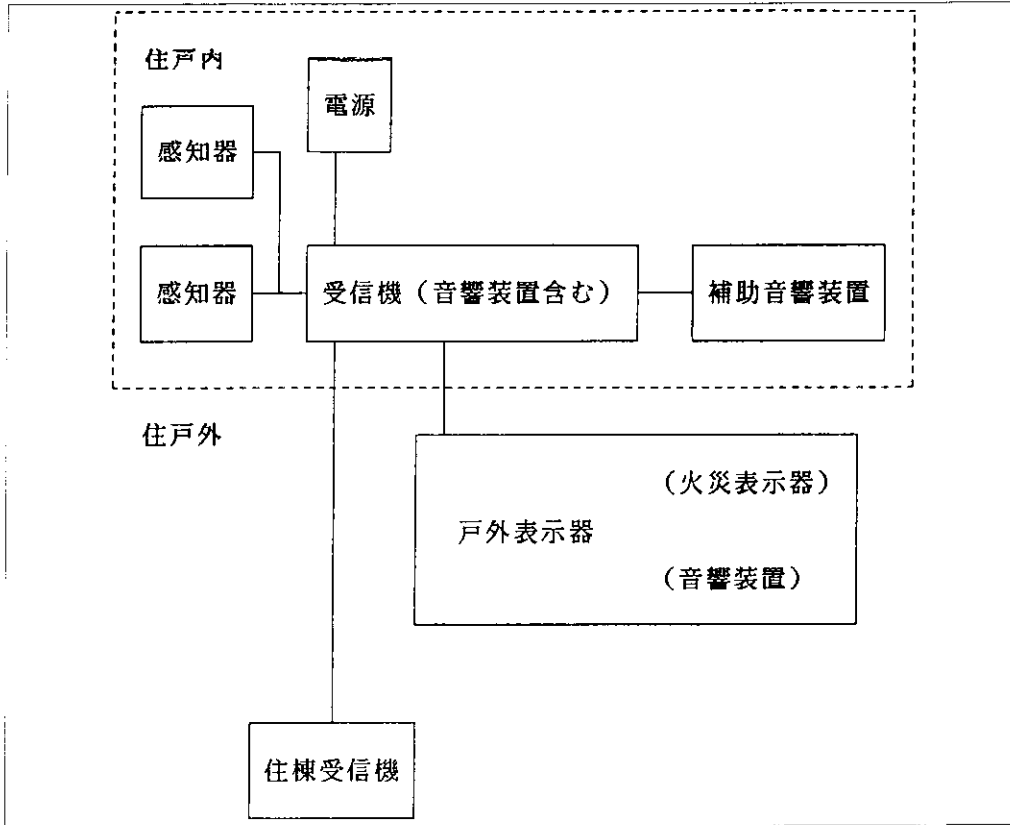 住戸内
電源
感知器
感知器
受信機（音響装置含む）
補助音響装置
住戸外
（火災表示器）
戸外表示器
（音響装置）
住棟受信機